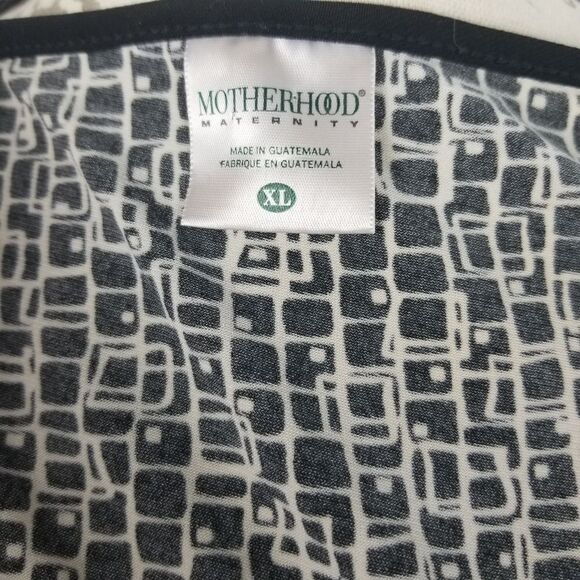 MOTHERHOOD®
MATERNITY
MADE IN GUATEMALA
FABRIQUE EN GUATEMALA
XL